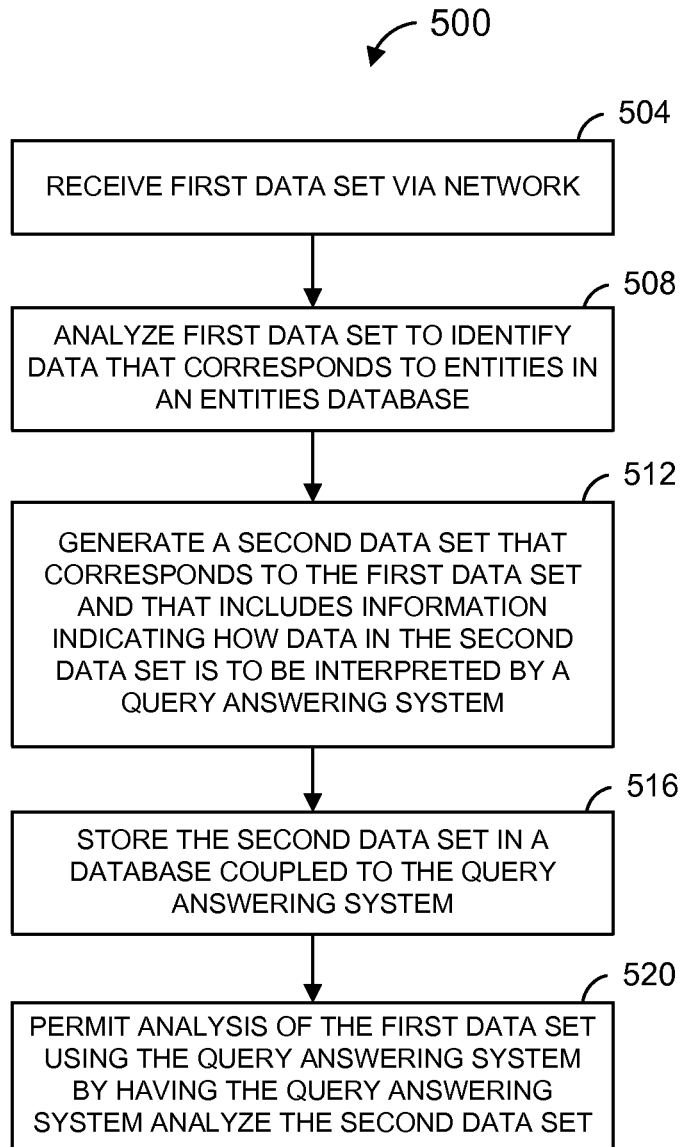 500
504
RECEIVE FIRST DATA SET VIA NETWORK
508
ANALYZE FIRST DATA SET TO IDENTIFY
DATA THAT CORRESPONDS TO ENTITIES IN
AN ENTITIES DATABASE
512
GENERATE A SECOND DATA SET THAT
CORRESPONDS TO THE FIRST DATA SET
AND THAT INCLUDES INFORMATION
INDICATING HOW DATA IN THE SECOND
DATA SET IS TO BE INTERPRETED BY A
QUERY ANSWERING SYSTEM
516
STORE THE SECOND DATA SET IN A
DATABASE COUPLED TO THE QUERY
ANSWERING SYSTEM
520
PERMIT ANALYSIS OF THE FIRST DATA SET
USING THE QUERY ANSWERING SYSTEM
BY HAVING THE QUERY ANSWERING
SYSTEM ANALYZE THE SECOND DATA SET